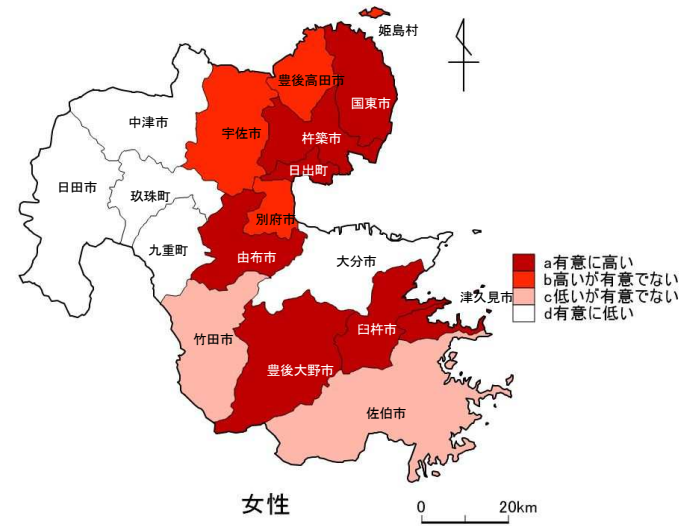 姫島村
豊後高田市
国東市
中津市
宇佐市
杵築市
日出町
日田市
玖珠町
別府市
九重町
由布市
大分市
a有意に高い
b高いが有意でない
c低いが有意でない
d有意に低い
津久見市
竹田市
臼杵市
豊後大野市
佐伯市
女性
0 20km